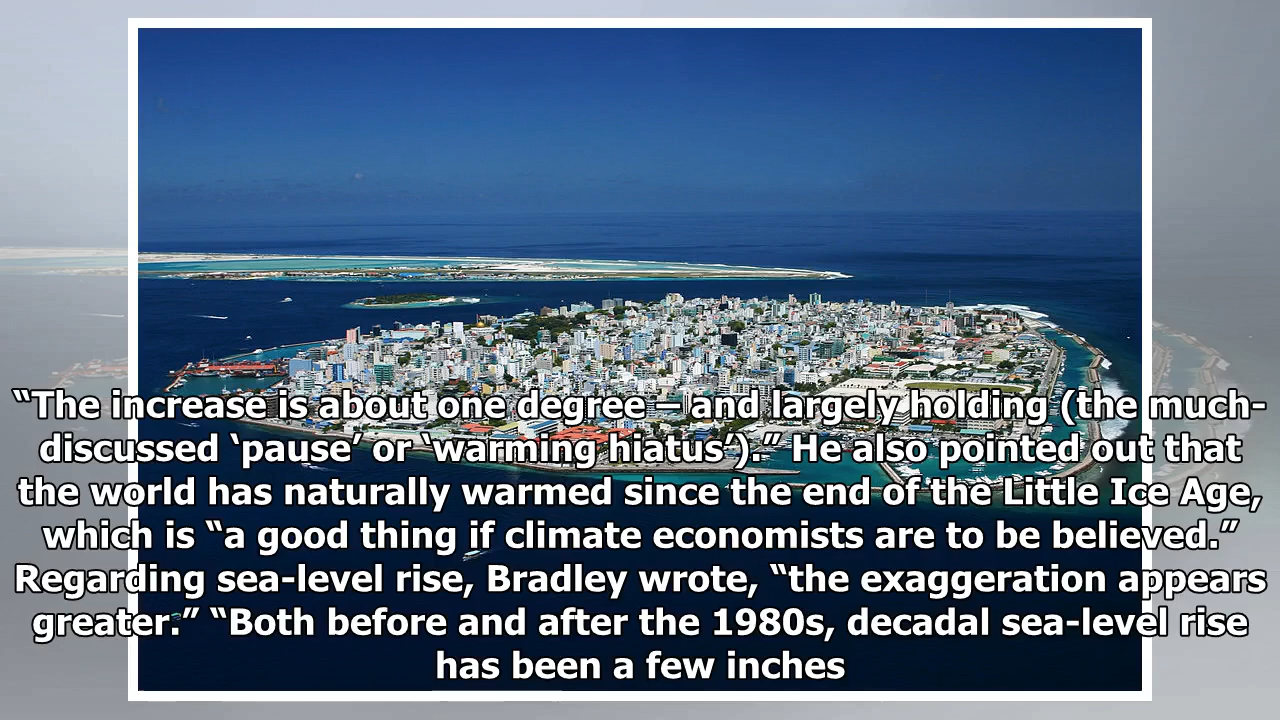 “The increase is about one degree — and largely holding (the much-
discussed ‘pause’ or ‘warming hiatus’).” He also pointed out that
the world has naturally warmed since the end of the Little Ice Age,
which is “a good thing if climate economists are to be believed.”
Regarding sea-level rise, Bradley wrote, “the exaggeration appears
greater.” “Both before and after the 1980s, decadal sea-level rise
has been a few inches